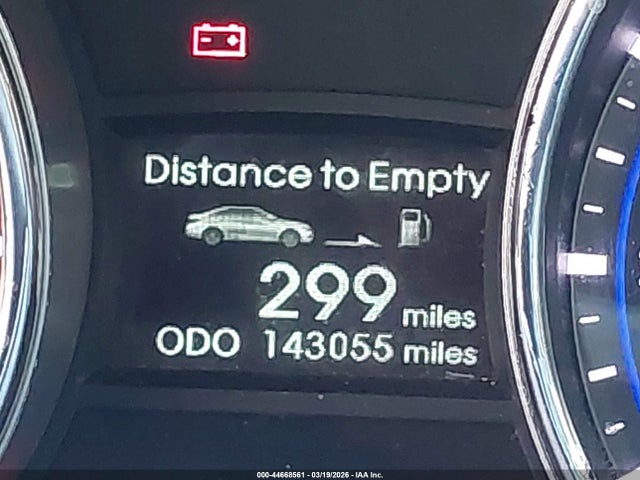 Distance to Empty
299 miles
ODO 143055 miles
000-44668561 - 03/19/2026 - IAA Inc.